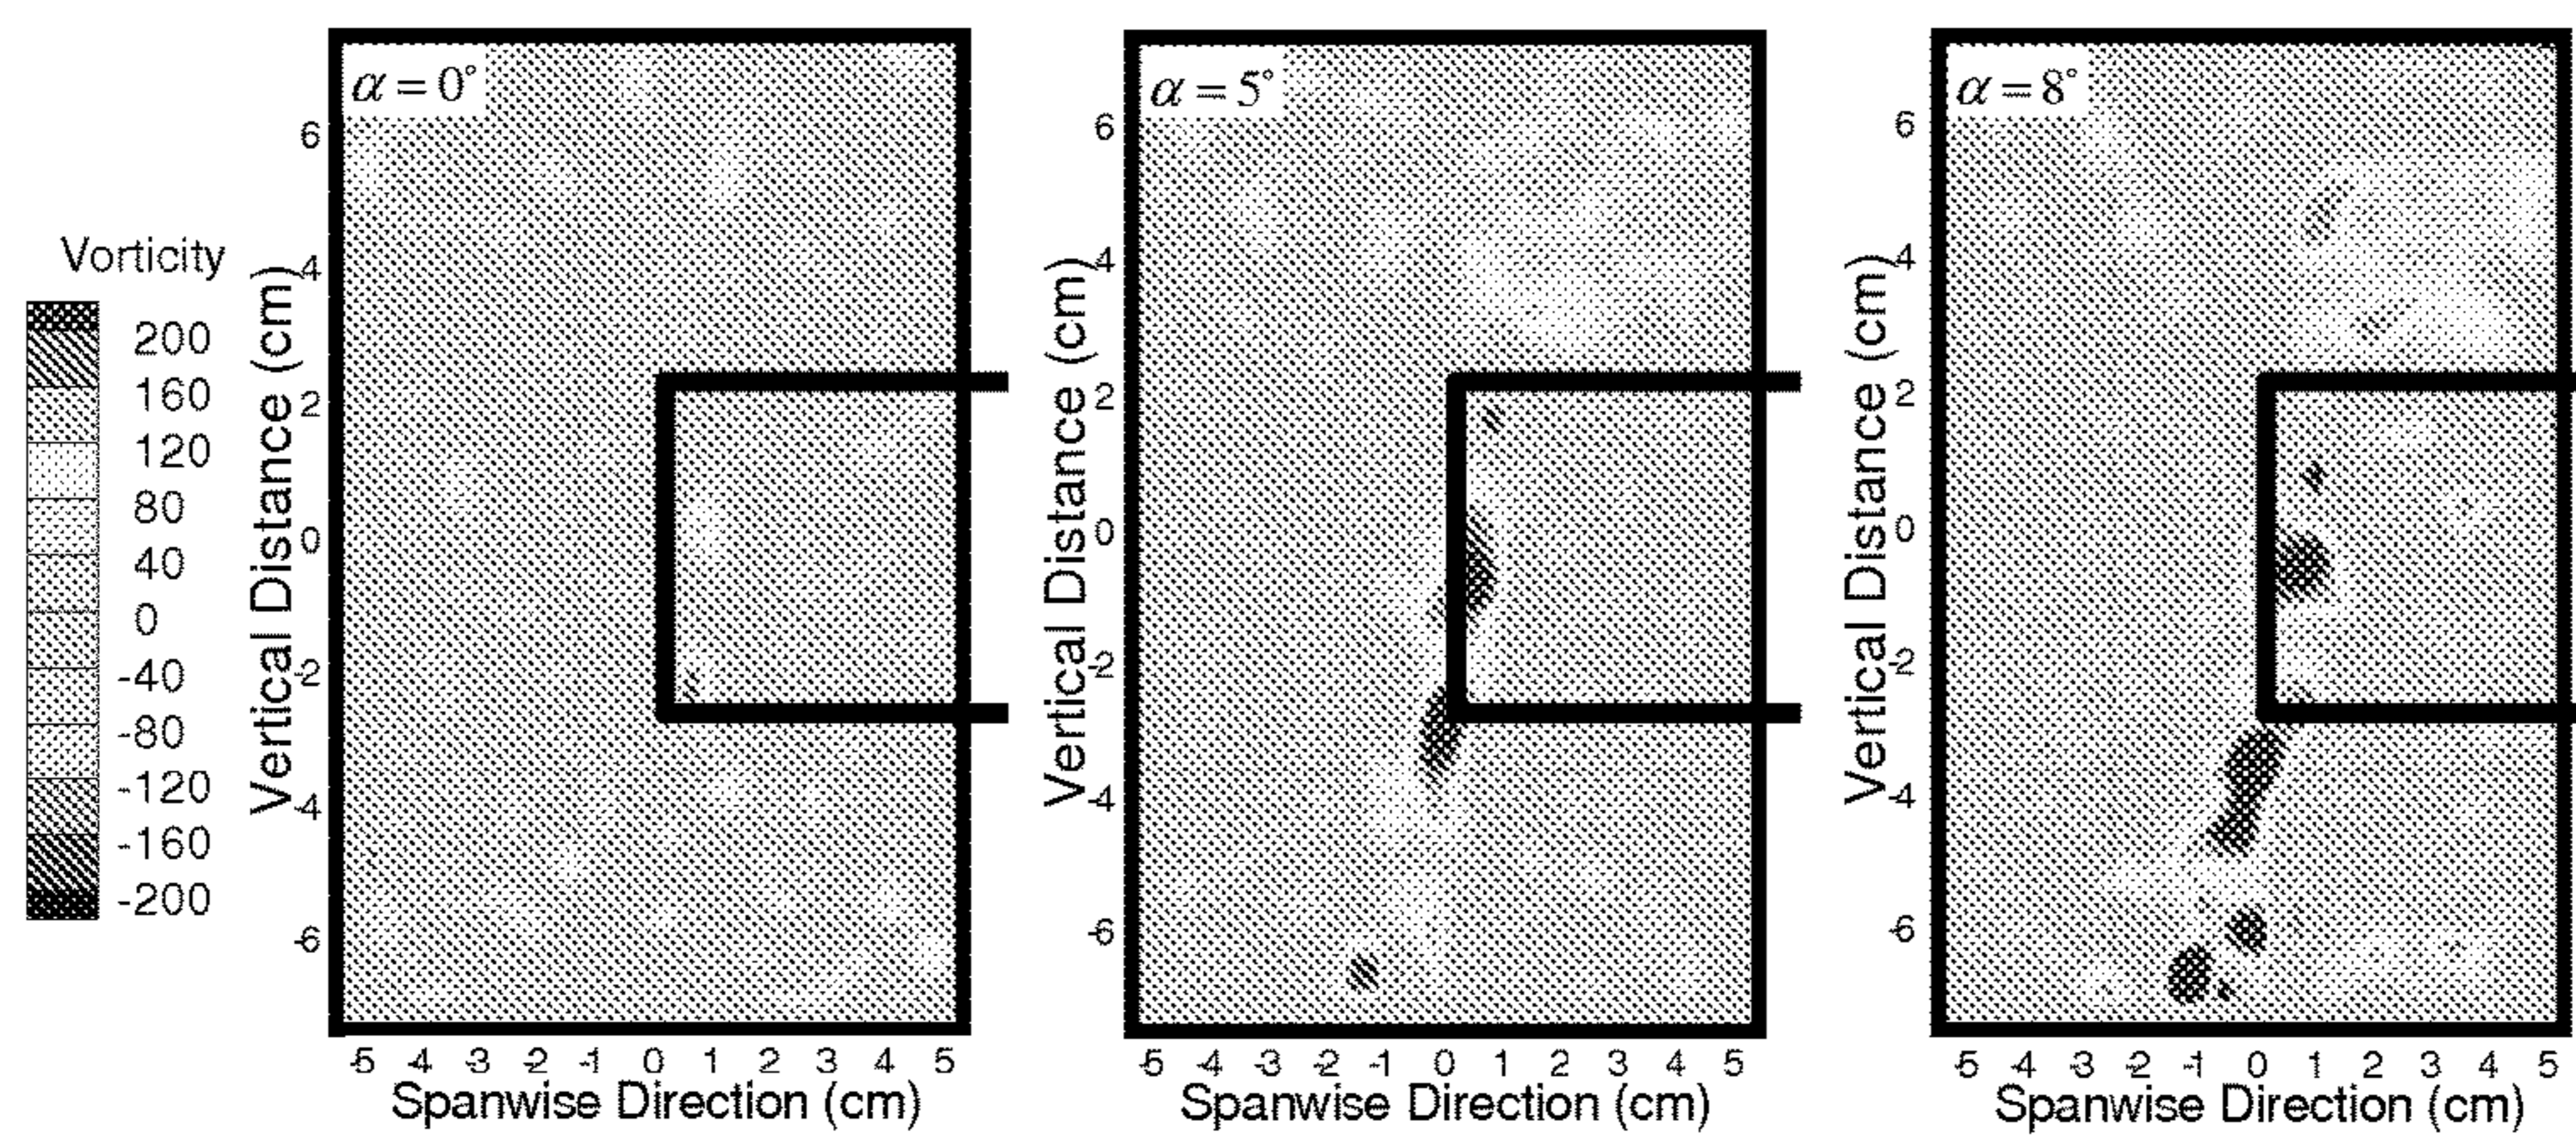 Vorticity
200
160
120
80
40
0
-40
-80
-120
-160
-200
α = 0°
Vertical Distance (cm)
6
4
2
0
-2
-4
-6
-5 -4 -3 -2 -1 0 1 2 3 4 5
Spanwise Direction (cm)
α = 5°
Vertical Distance (cm)
6
4
2
0
-2
-4
-6
-5 -4 -3 -2 -1 0 1 2 3 4 5
Spanwise Direction (cm)
α = 8°
Vertical Distance (cm)
6
4
2
0
-2
-4
-6
-5 -4 -3 -2 -1 0 1 2 3 4 5
Spanwise Direction (cm)